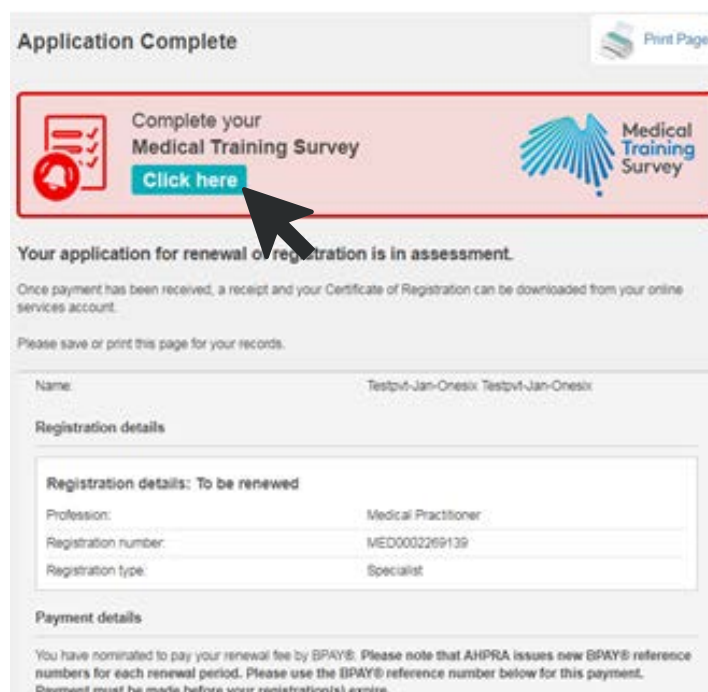 Application Complete
Print Page
Complete your
Medical Training Survey
Click here
Medical
Training
Survey
Your application for renewal of registration is in assessment.
Once payment has been received, a receipt and your Certificate of Registration can be downloaded from your online
services account.
Please save or print this page for your records.
Name: Testpvt-Jan-Onesix Testpvt-Jan-Onesix
Registration details
Registration details: To be renewed
Profession: Medical Practitioner
Registration number: MED0002269139
Registration type: Specialist
Payment details
You have nominated to pay your renewal fee by BPAY®. Please note that AHPRA issues new BPAY® reference
numbers for each renewal period. Please use the BPAY® reference number below for this payment.
Payment must be made before your registration(s) expire.